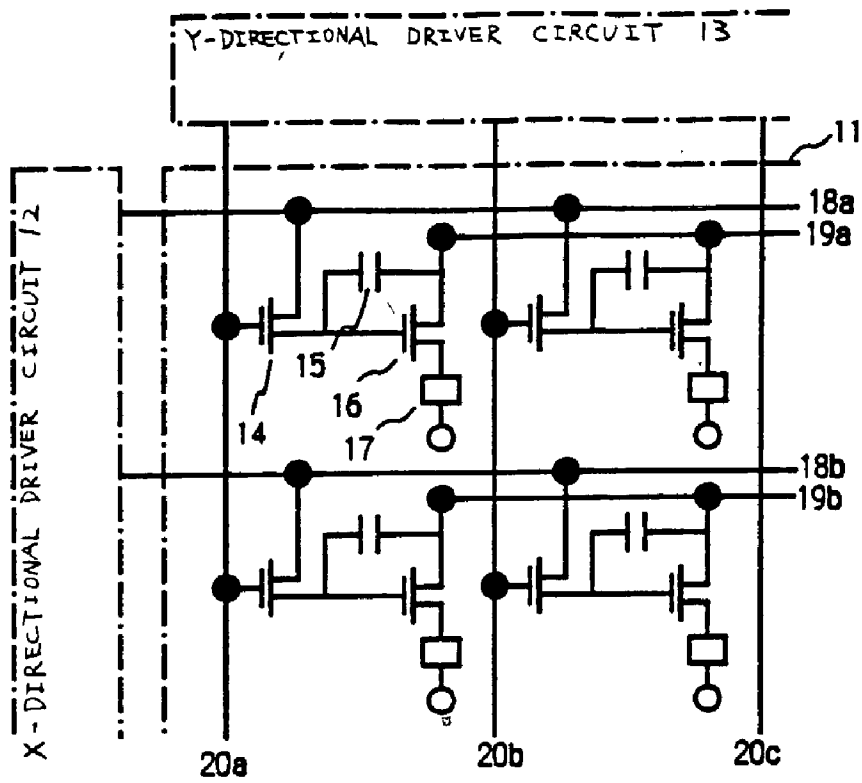 Y-DIRECTIONAL DRIVER CIRCUIT 13
11
X-DIRECTIONAL DRIVER CIRCUIT 12
18a
19a
15
16
14
17
18b
19b
20a
20b
20c